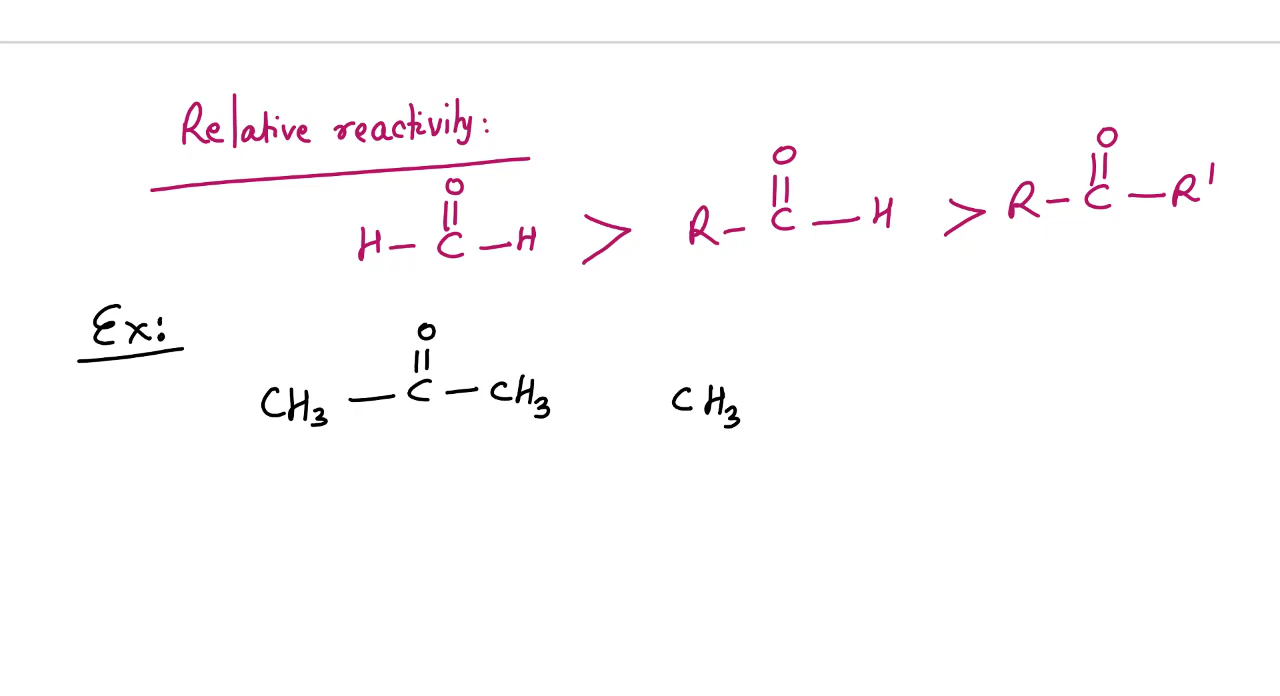 Relative reactivity:
O O O
|| || ||
H — C — H > R — C — H > R — C — R'
Ex:
O
||
CH₃ — C — CH₃ CH₃